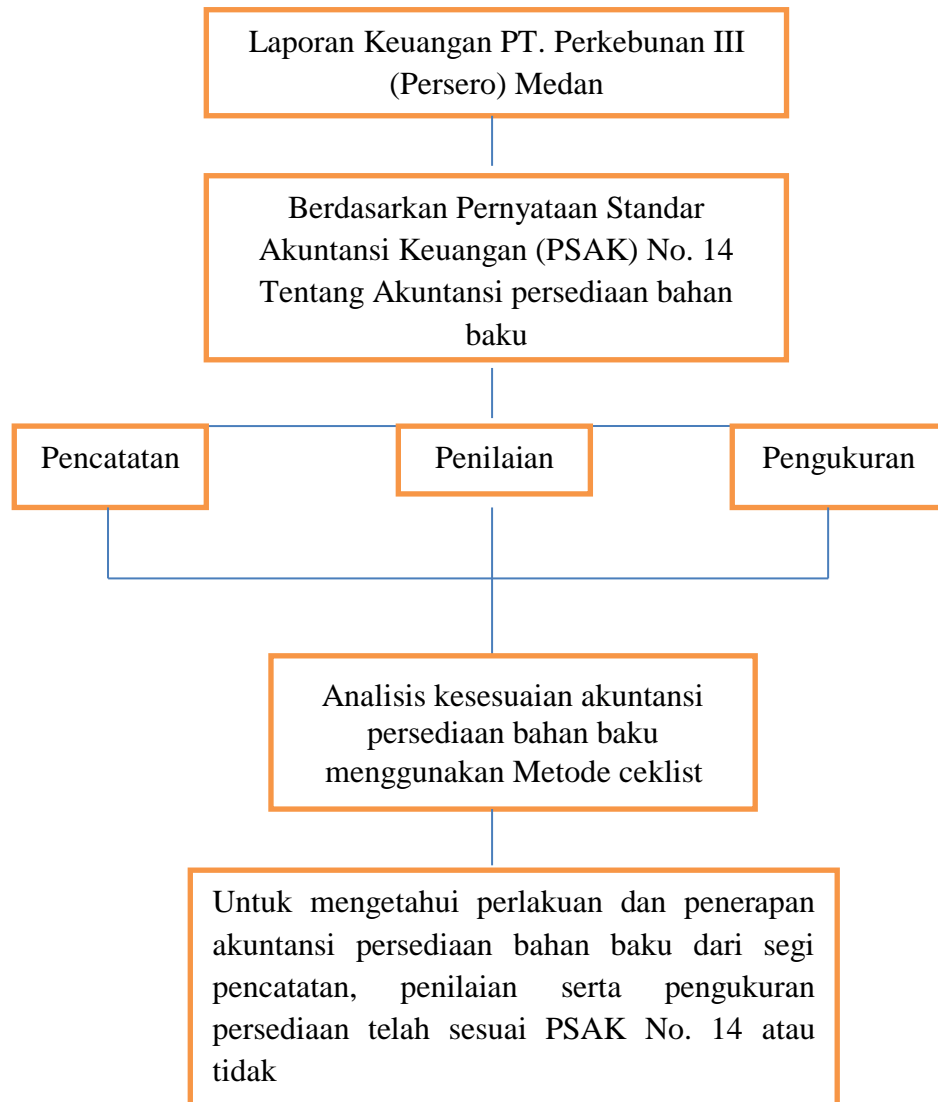 Laporan Keuangan PT. Perkebunan III
(Persero) Medan
Berdasarkan Pernyataan Standar
Akuntansi Keuangan (PSAK) No. 14
Tentang Akuntansi persediaan bahan
baku
Pencatatan
Penilaian
Pengukuran
Analisis kesesuaian akuntansi
persediaan bahan baku
menggunakan Metode ceklist
Untuk mengetahui perlakuan dan penerapan
akuntansi persediaan bahan baku dari segi
pencatatan, penilaian serta pengukuran
persediaan telah sesuai PSAK No. 14 atau
tidak